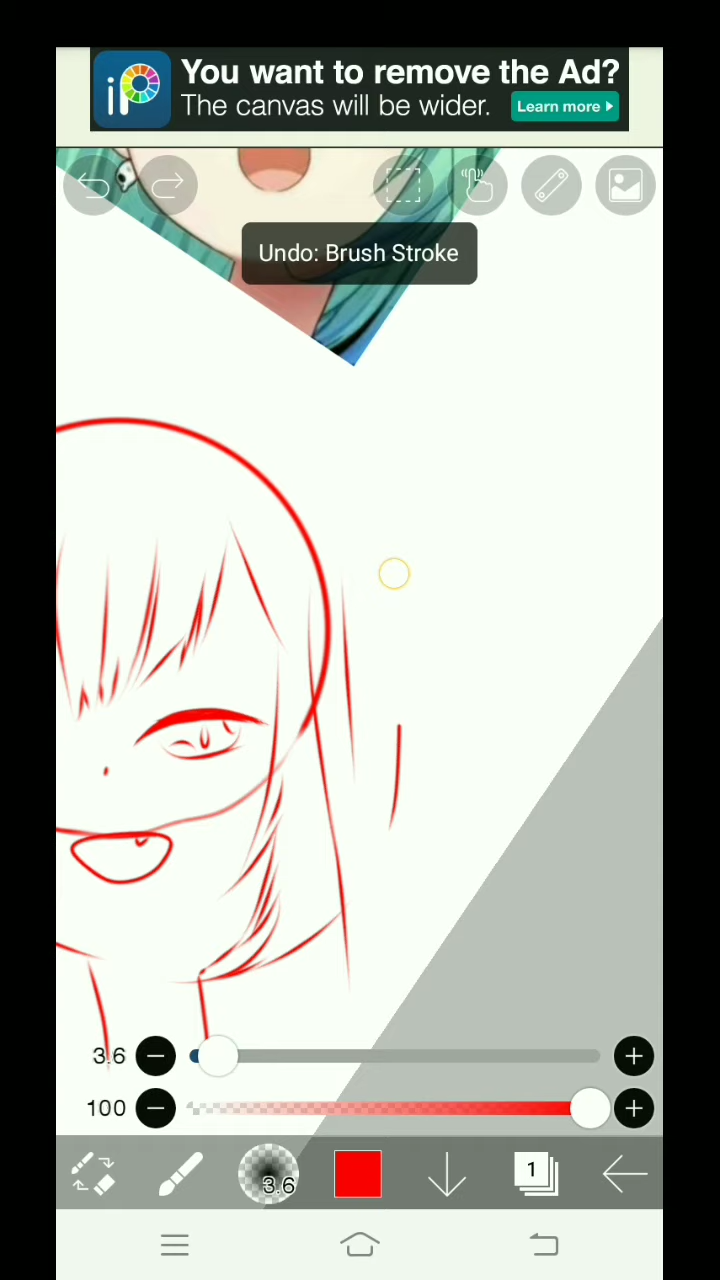 iP
You want to remove the Ad?
The canvas will be wider.
Learn more
Undo: Brush Stroke
3.6
100
3.6
1